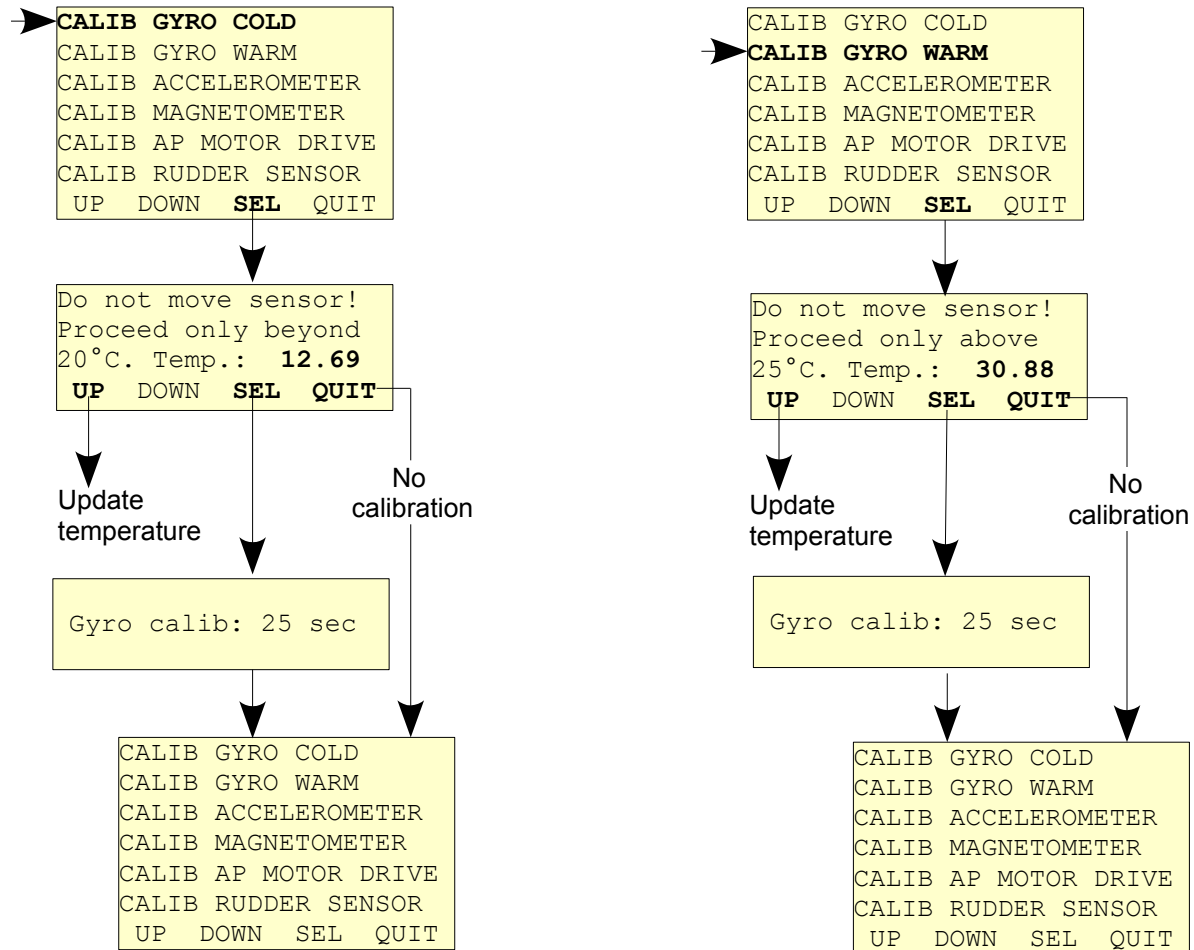 CALIB GYRO COLD
CALIB GYRO WARM
CALIB ACCELEROMETER
CALIB MAGNETOMETER
CALIB AP MOTOR DRIVE
CALIB RUDDER SENSOR
UP DOWN SEL QUIT
Do not move sensor!
Proceed only beyond
20°C. Temp.: 12.69
UP DOWN SEL QUIT
Update
temperature
No
calibration
Gyro calib: 25 sec
CALIB GYRO COLD
CALIB GYRO WARM
CALIB ACCELEROMETER
CALIB MAGNETOMETER
CALIB AP MOTOR DRIVE
CALIB RUDDER SENSOR
UP DOWN SEL QUIT
CALIB GYRO COLD
CALIB GYRO WARM
CALIB ACCELEROMETER
CALIB MAGNETOMETER
CALIB AP MOTOR DRIVE
CALIB RUDDER SENSOR
UP DOWN SEL QUIT
Do not move sensor!
Proceed only above
25°C. Temp.: 30.88
UP DOWN SEL QUIT
Update
temperature
No
calibration
Gyro calib: 25 sec
CALIB GYRO COLD
CALIB GYRO WARM
CALIB ACCELEROMETER
CALIB MAGNETOMETER
CALIB AP MOTOR DRIVE
CALIB RUDDER SENSOR
UP DOWN SEL QUIT